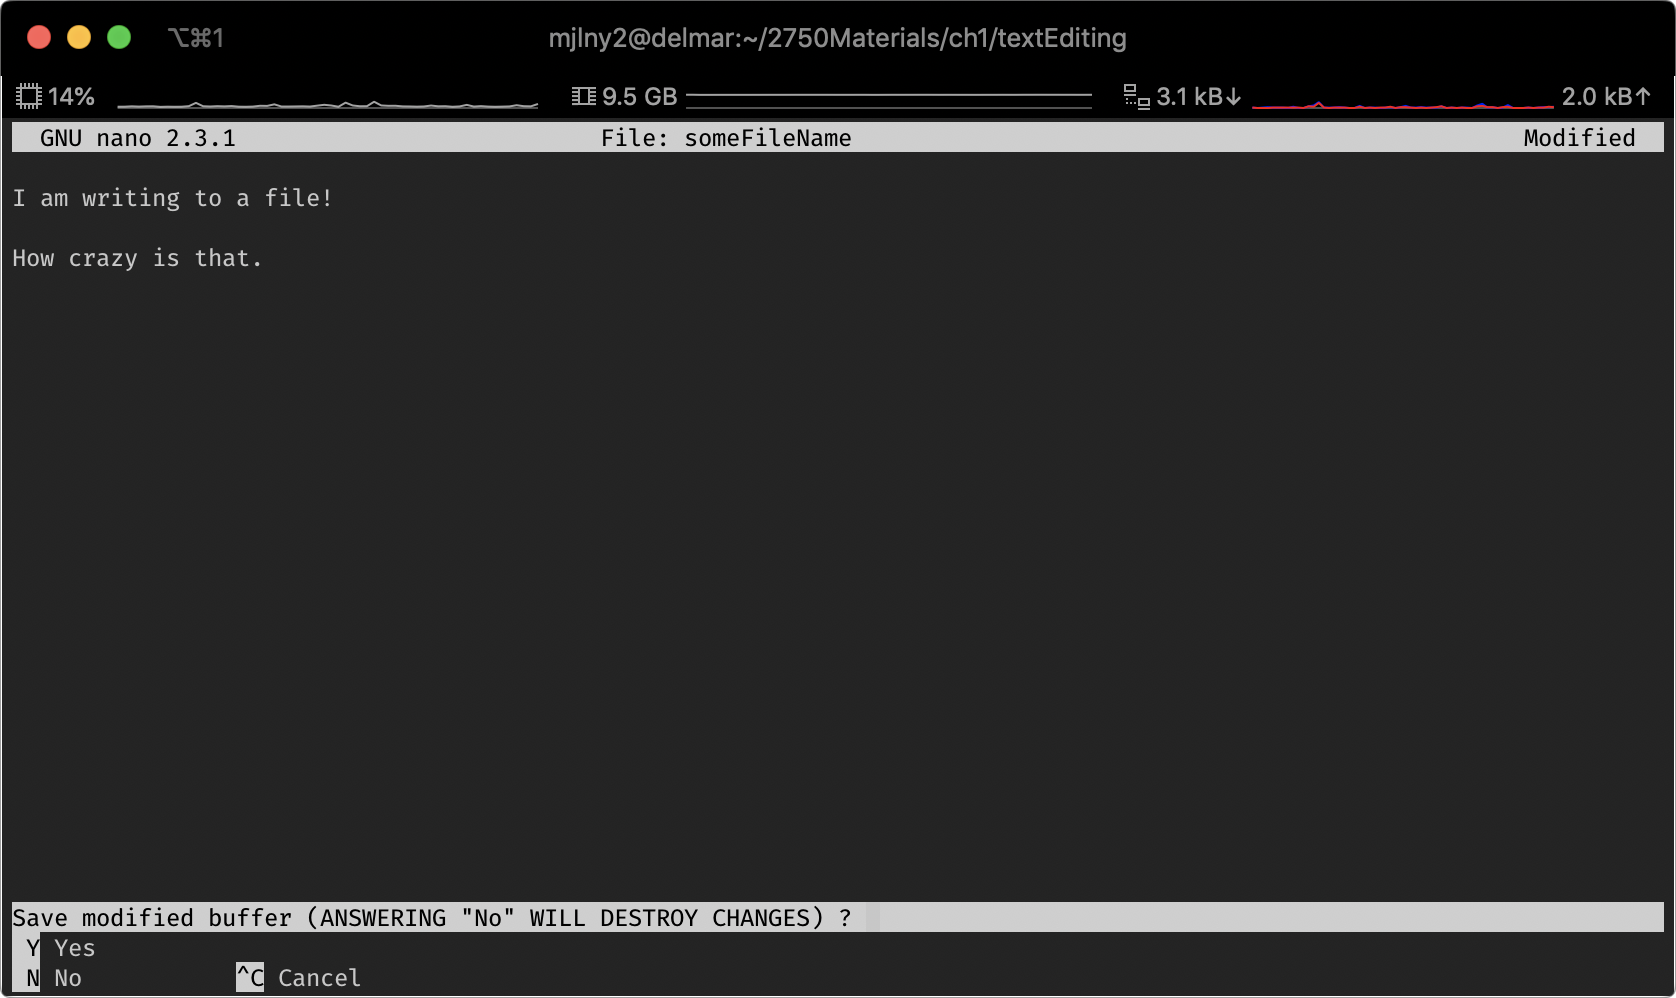 ⌥⌘1 mjlny2@delmar:~/2750Materials/ch1/textEditing
14% 9.5 GB 3.1 kB↓ 2.0 kB↑
GNU nano 2.3.1 File: someFileName Modified
I am writing to a file!
How crazy is that.
Save modified buffer (ANSWERING "No" WILL DESTROY CHANGES) ?
Y Yes
N No ^C Cancel